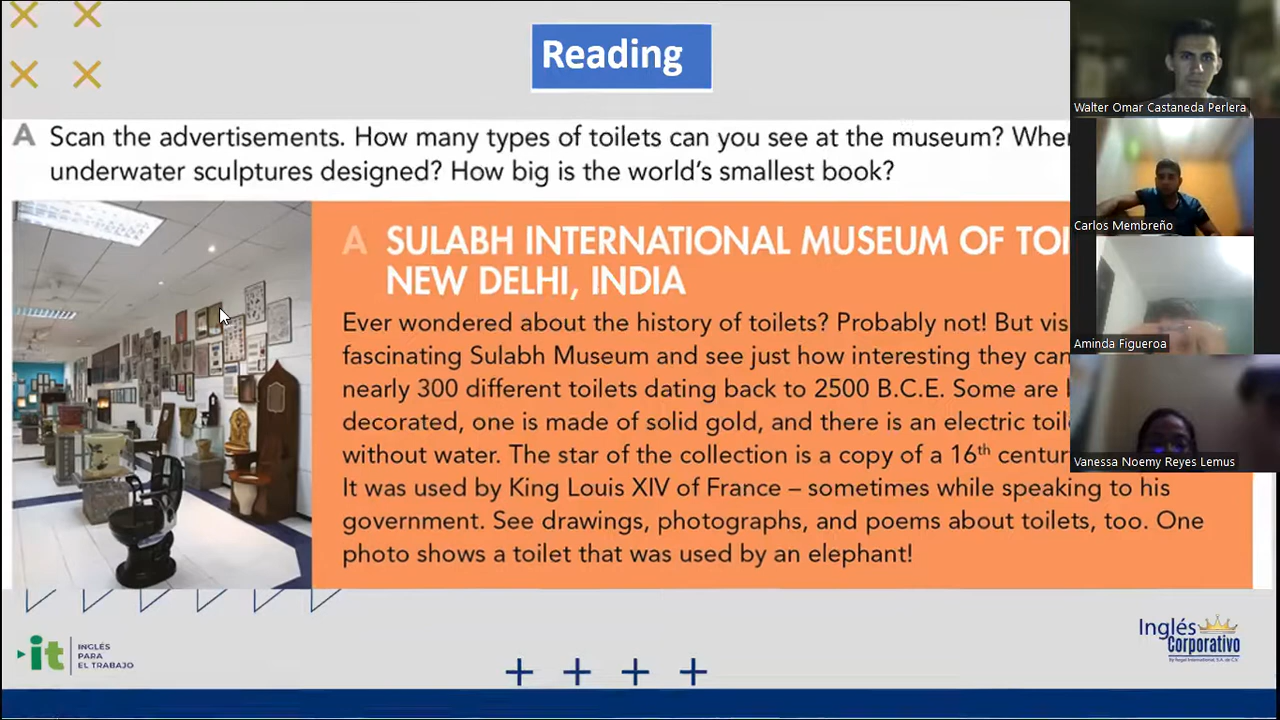 Reading
A Scan the advertisements. How many types of toilets can you see at the museum?
underwater sculptures designed? How big is the world's smallest book?
A SULABH INTERNATIONAL MUSEUM OF
NEW DELHI, INDIA
Ever wondered about the history of toilets? Probably not! But
fascinating Sulabh Museum and see just how interesting they can
nearly 300 different toilets dating back to 2500 B.C.E. Some are
decorated, one is made of solid gold, and there is an electric
without water. The star of the collection is a copy of a 16th
It was used by King Louis XIV of France – sometimes while speaking to his
government. See drawings, photographs, and poems about toilets, too. One
photo shows a toilet that was used by an elephant!
Walter Omar Castaneda Perlera
Carlos Membreño
Aminda Figueroa
Vanessa Noemy Reyes Lemus
it
INGLÉS
PARA
EL TRABAJO
Inglés
Corporativo